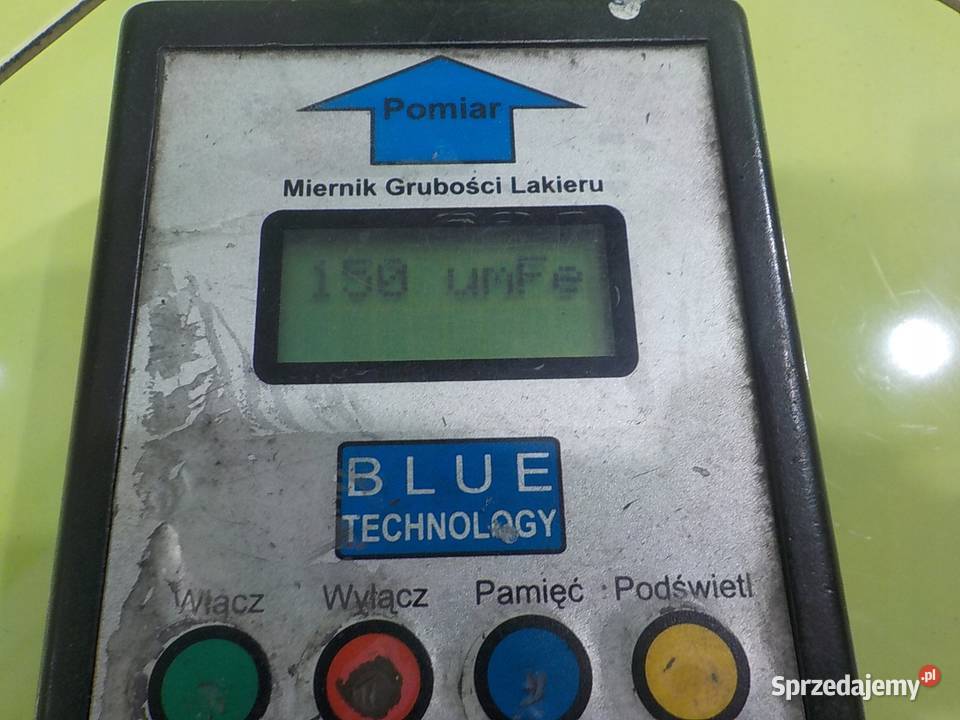 Pomiar
Miernik Grubości Lakieru
150 umFe
BLUE
TECHNOLOGY
Włącz Wyłącz Pamięć Podświetl
Sprzedajemy.pl